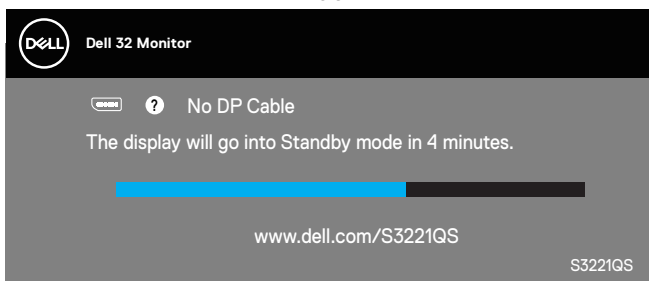 DELL
Dell 32 Monitor
? No DP Cable
The display will go into Standby mode in 4 minutes.
www.dell.com/S3221QS
S3221QS